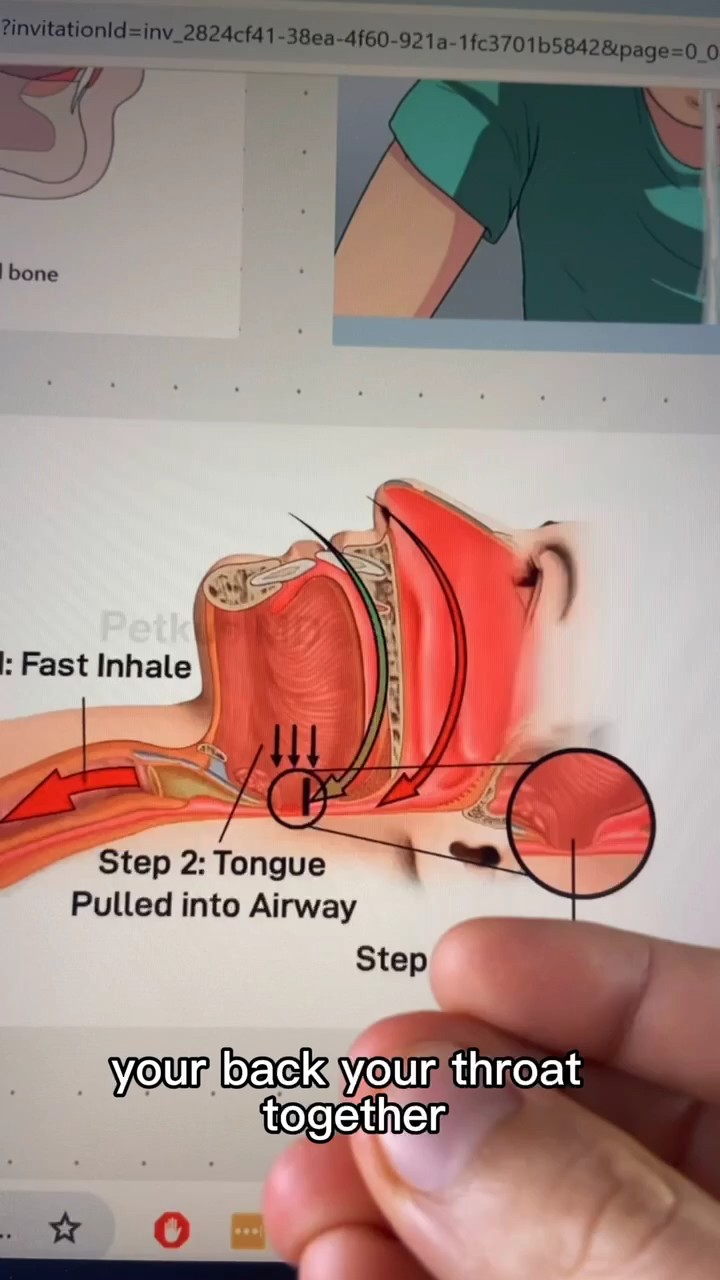 ?invitationId=inv_2824cf41-38ea-4f60-921a-1fc3701b5842&page=0_0
bone
: Fast Inhale
Step 2: Tongue
Pulled into Airway
Step
your back your throat
together